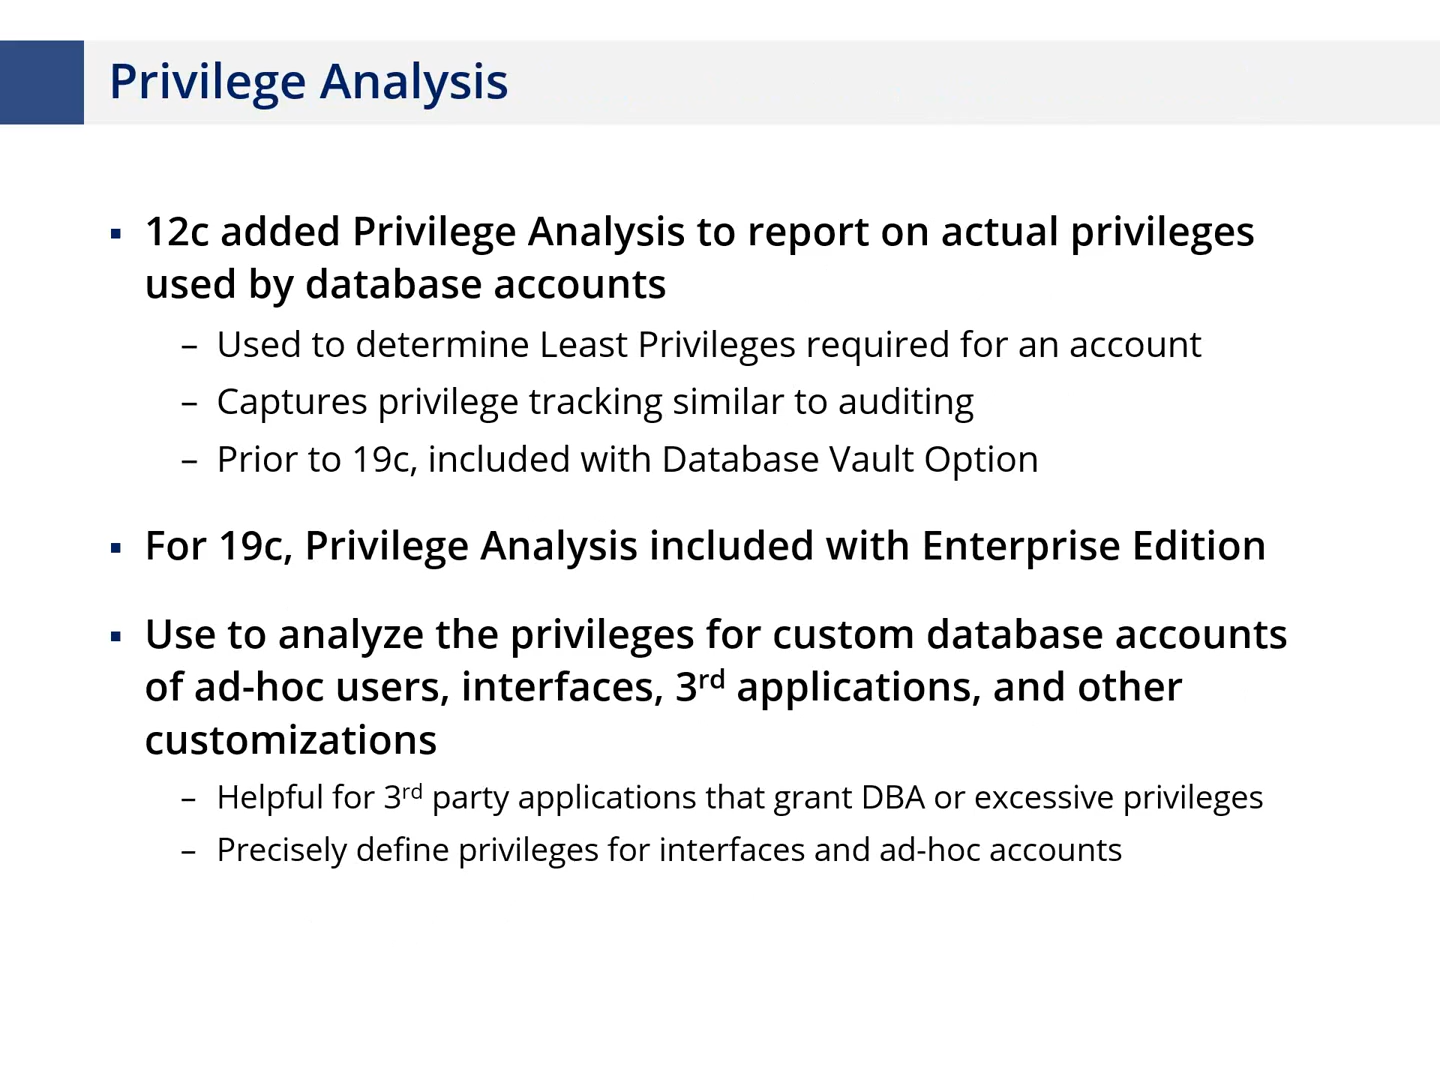 Privilege Analysis
▪ 12c added Privilege Analysis to report on actual privileges
used by database accounts
– Used to determine Least Privileges required for an account
– Captures privilege tracking similar to auditing
– Prior to 19c, included with Database Vault Option
▪ For 19c, Privilege Analysis included with Enterprise Edition
▪ Use to analyze the privileges for custom database accounts
of ad-hoc users, interfaces, 3rd applications, and other
customizations
– Helpful for 3rd party applications that grant DBA or excessive privileges
– Precisely define privileges for interfaces and ad-hoc accounts